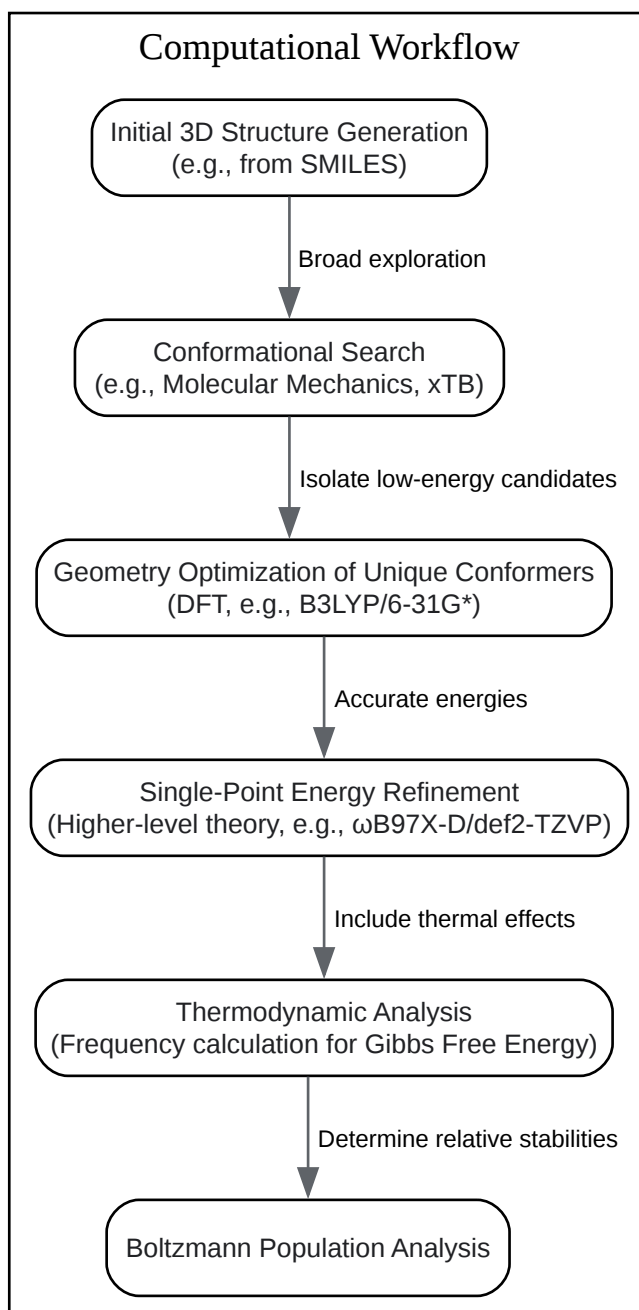 Computational Workflow
Initial 3D Structure Generation
(e.g., from SMILES)
Broad exploration
Conformational Search
(e.g., Molecular Mechanics, xTB)
Isolate low-energy candidates
Geometry Optimization of Unique Conformers
(DFT, e.g., B3LYP/6-31G*)
Accurate energies
Single-Point Energy Refinement
(Higher-level theory, e.g., ωB97X-D/def2-TZVP)
Include thermal effects
Thermodynamic Analysis
(Frequency calculation for Gibbs Free Energy)
Determine relative stabilities
Boltzmann Population Analysis